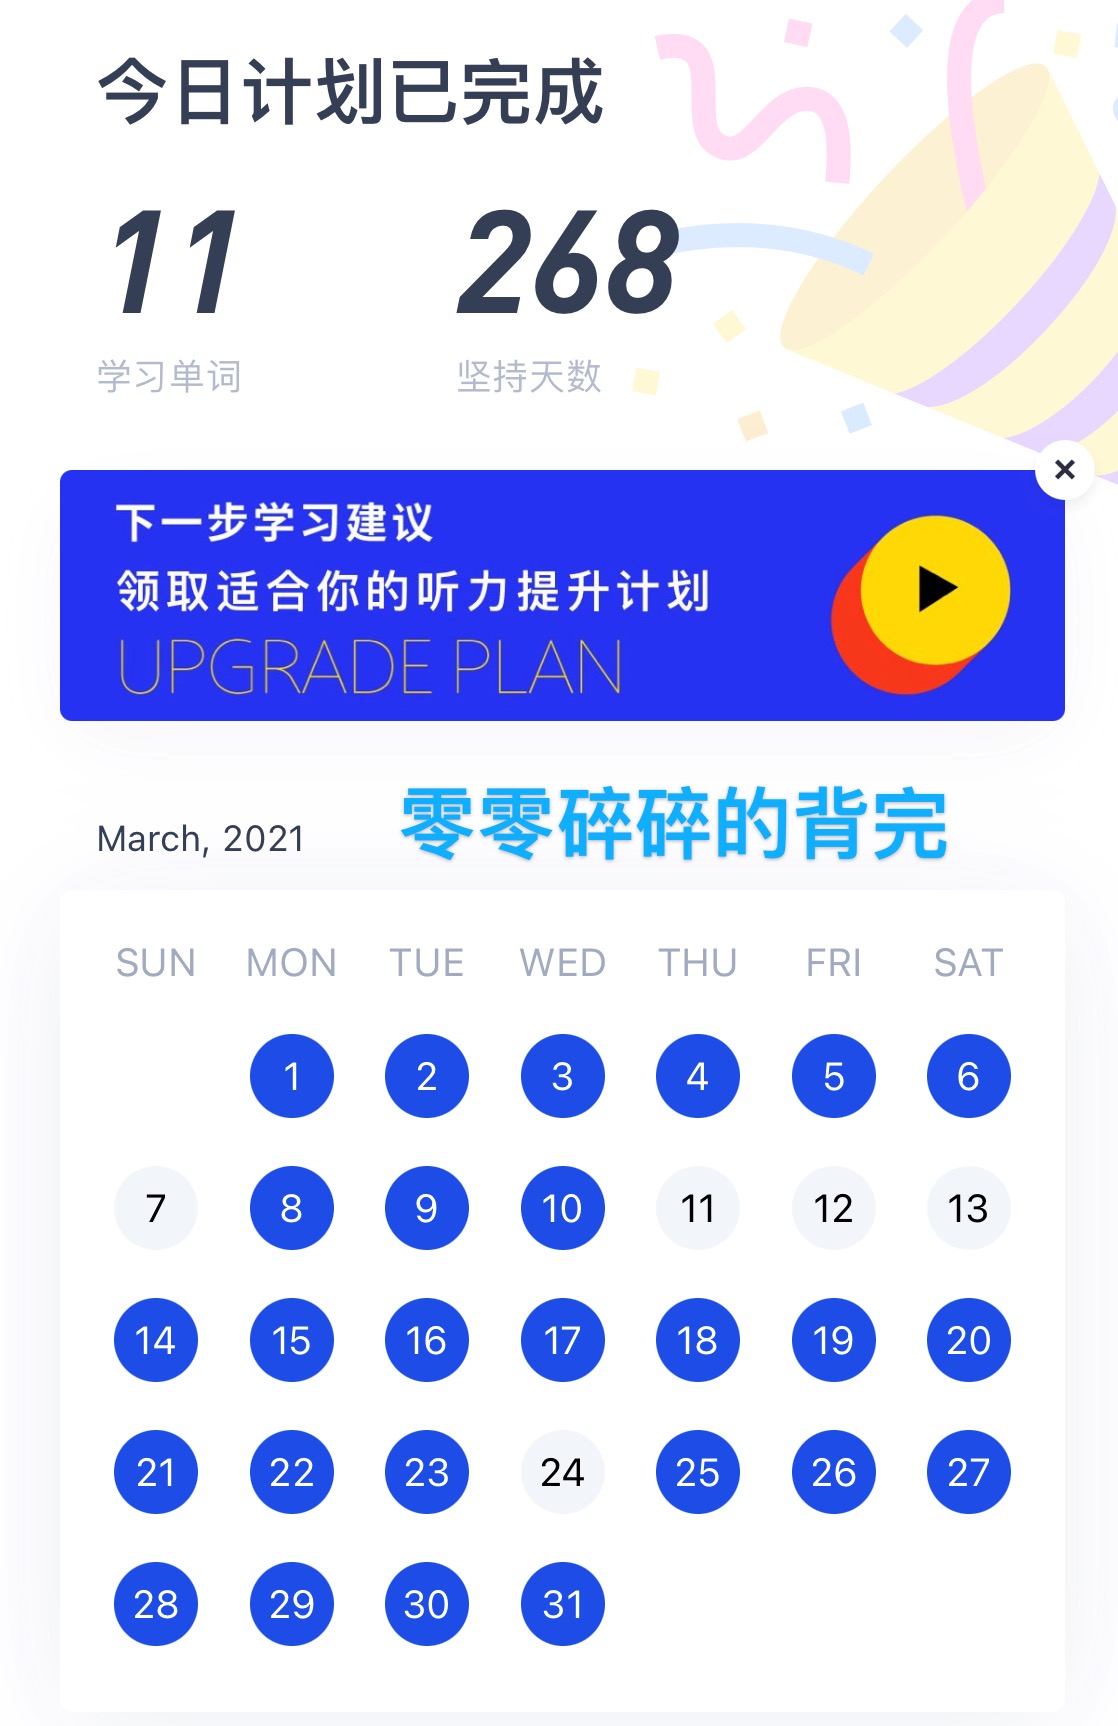 今日计划已完成
11 268
学习单词 坚持天数
下一步学习建议
领取适合你的听力提升计划
UPGRADE PLAN
March, 2021 零零碎碎的背完
SUN MON TUE WED THU FRI SAT
1 2 3 4 5 6
7 8 9 10 11 12 13
14 15 16 17 18 19 20
21 22 23 24 25 26 27
28 29 30 31